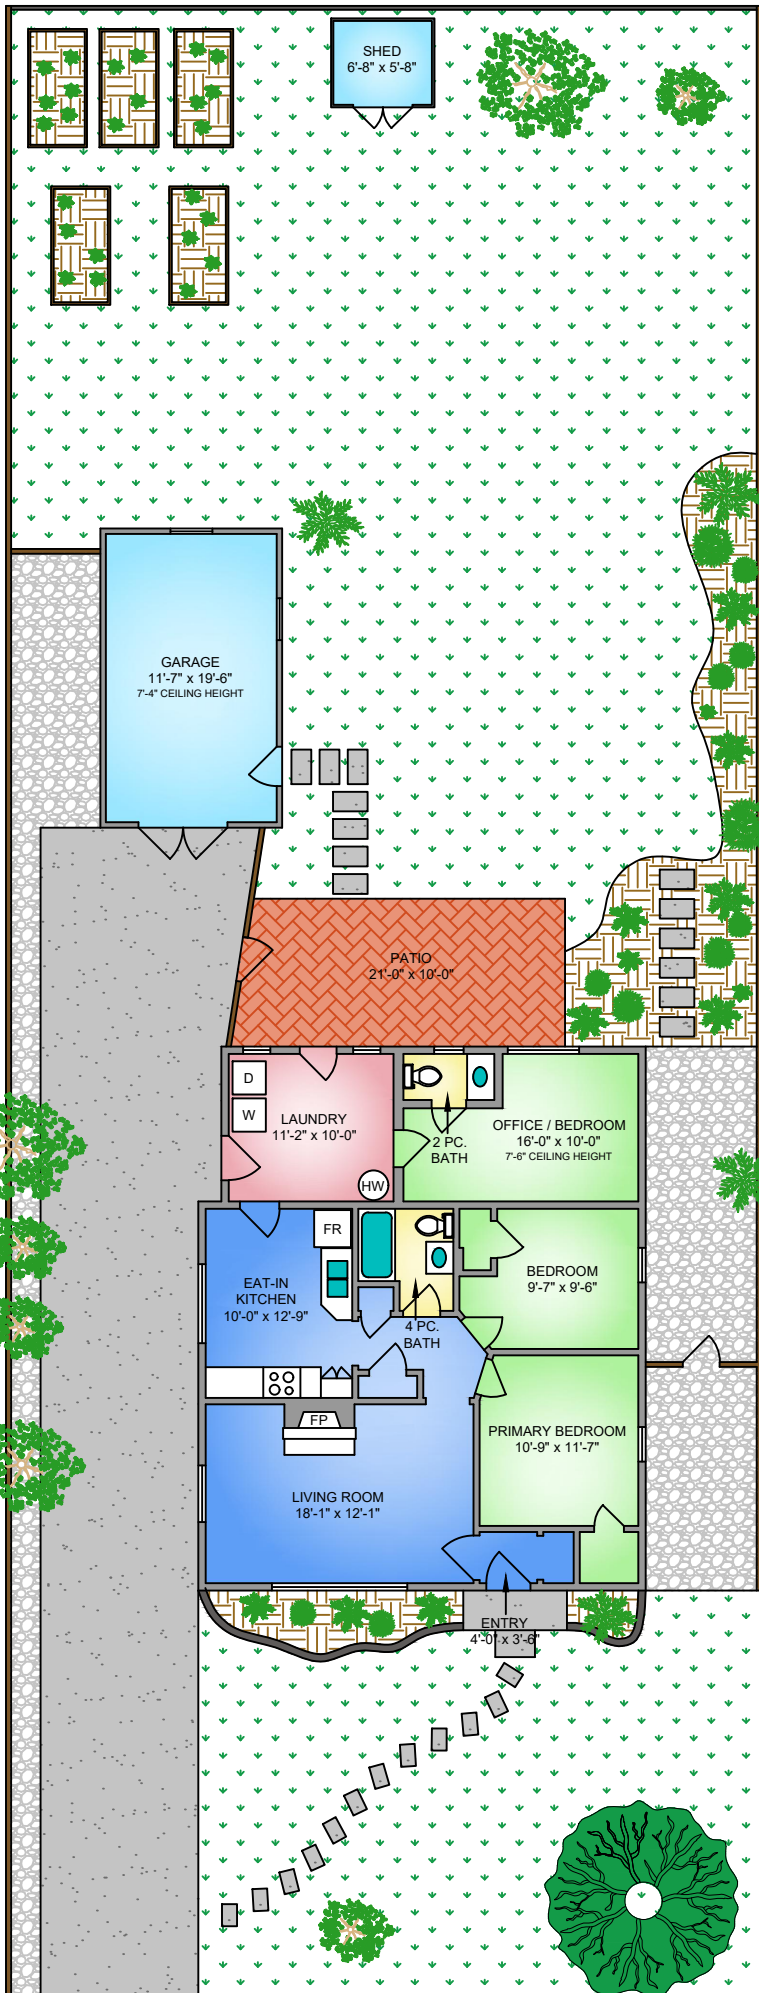 SHED
6'-8" x 5'-8"
GARAGE
11'-7" x 19'-6"
7'-4" CEILING HEIGHT
PATIO
21'-0" x 10'-0"
D
W
LAUNDRY
11'-2" x 10'-0"
HW
2 PC.
BATH
OFFICE / BEDROOM
16'-0" x 10'-0"
7'-6" CEILING HEIGHT
FR
EAT-IN
KITCHEN
10'-0" x 12'-9"
4 PC.
BATH
BEDROOM
9'-7" x 9'-6"
PRIMARY BEDROOM
10'-9" x 11'-7"
FP
LIVING ROOM
18'-1" x 12'-1"
ENTRY
4'-0" x 3'-6"